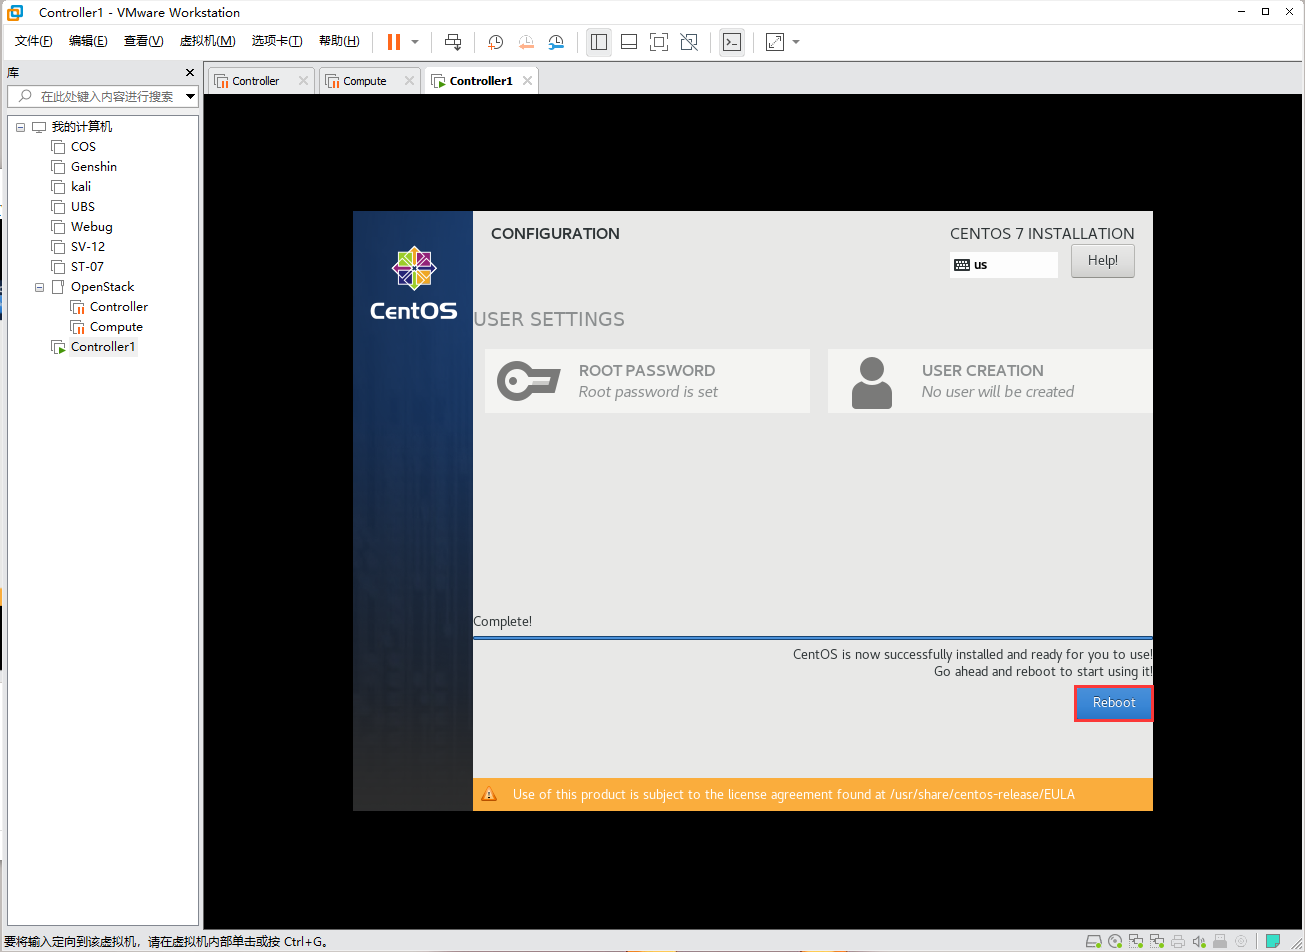 Controller1 - VMware Workstation
文件(F) 编辑(E) 查看(V) 虚拟机(M) 选项卡(T) 帮助(H)
库
在此处键入内容进行搜索
我的计算机
COS
Genshin
kali
UBS
Webug
SV-12
ST-07
OpenStack
Controller
Compute
Controller1
Controller Compute Controller1
CentOS
CONFIGURATION
CENTOS 7 INSTALLATION
us
Help!
USER SETTINGS
ROOT PASSWORD
Root password is set
USER CREATION
No user will be created
Complete!
CentOS is now successfully installed and ready for you to use!
Go ahead and reboot to start using it!
Reboot
Use of this product is subject to the license agreement found at /usr/share/centos-release/EULA
要将输入定向到该虚拟机，请在虚拟机内部单击或按 Ctrl+G。